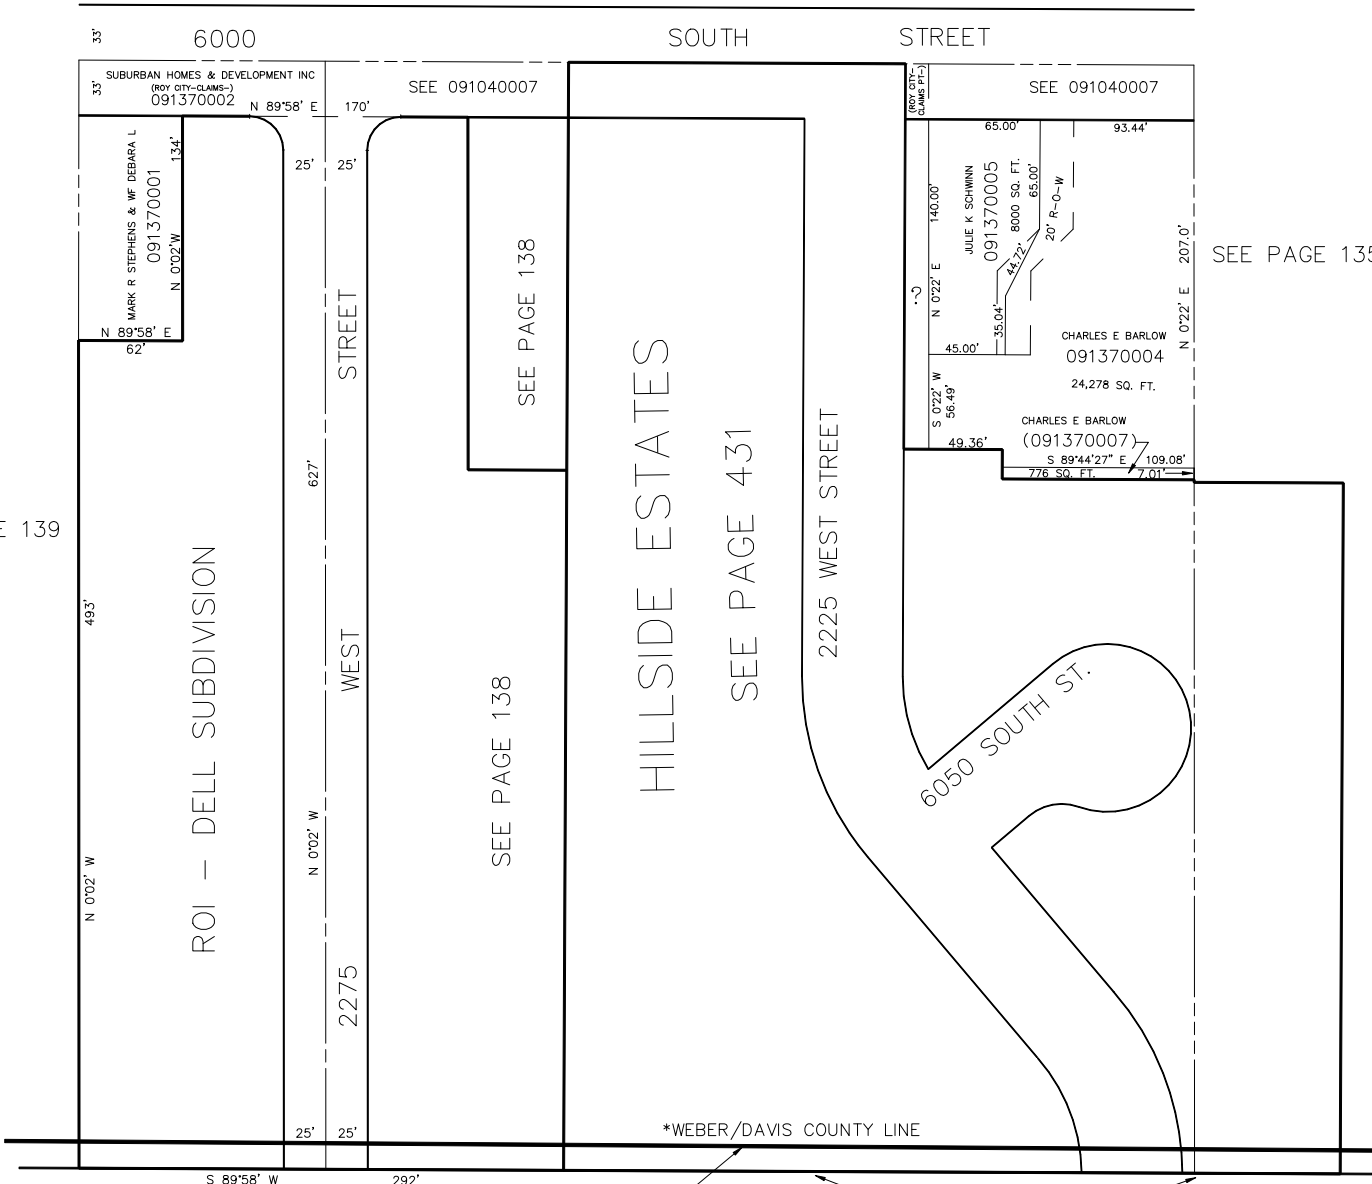 6000 SOUTH STREET
33'
33'
SUBURBAN HOMES & DEVELOPMENT INC
(ROY CITY-CLAIMS-)
091370002
N 89°58' E 170'
SEE 091040007
(ROY CITY-
CLAIMS PT-)
SEE 091040007
MARK R STEPHENS & WF DEBARA L
091370001
134'
N 0°02'W
N 89°58' E
62'
25' 25'
STREET
WEST
2275
627'
N 0°02' W
25' 25'
SEE PAGE 138
SEE PAGE 138
HILLSIDE ESTATES
SEE PAGE 431
2225 WEST STREET
65.00'
93.44'
140.00'
N 0°22' E
JULIE K SCHWINN
091370005
8000 SQ. FT.
65.00'
20' R-O-W
44.72'
35.04'
45.00'
?
N 0°22' E 207.0'
SEE PAGE 135
CHARLES E BARLOW
091370004
24,278 SQ. FT.
S 0°22' W
56.49'
49.36'
CHARLES E BARLOW
(091370007)
S 89°44'27" E 109.08'
776 SQ. FT.
7.01'
139
493'
N 0°02' W
ROI - DELL SUBDIVISION
6050 SOUTH ST.
*WEBER/DAVIS COUNTY LINE
S 89°58' W 292'